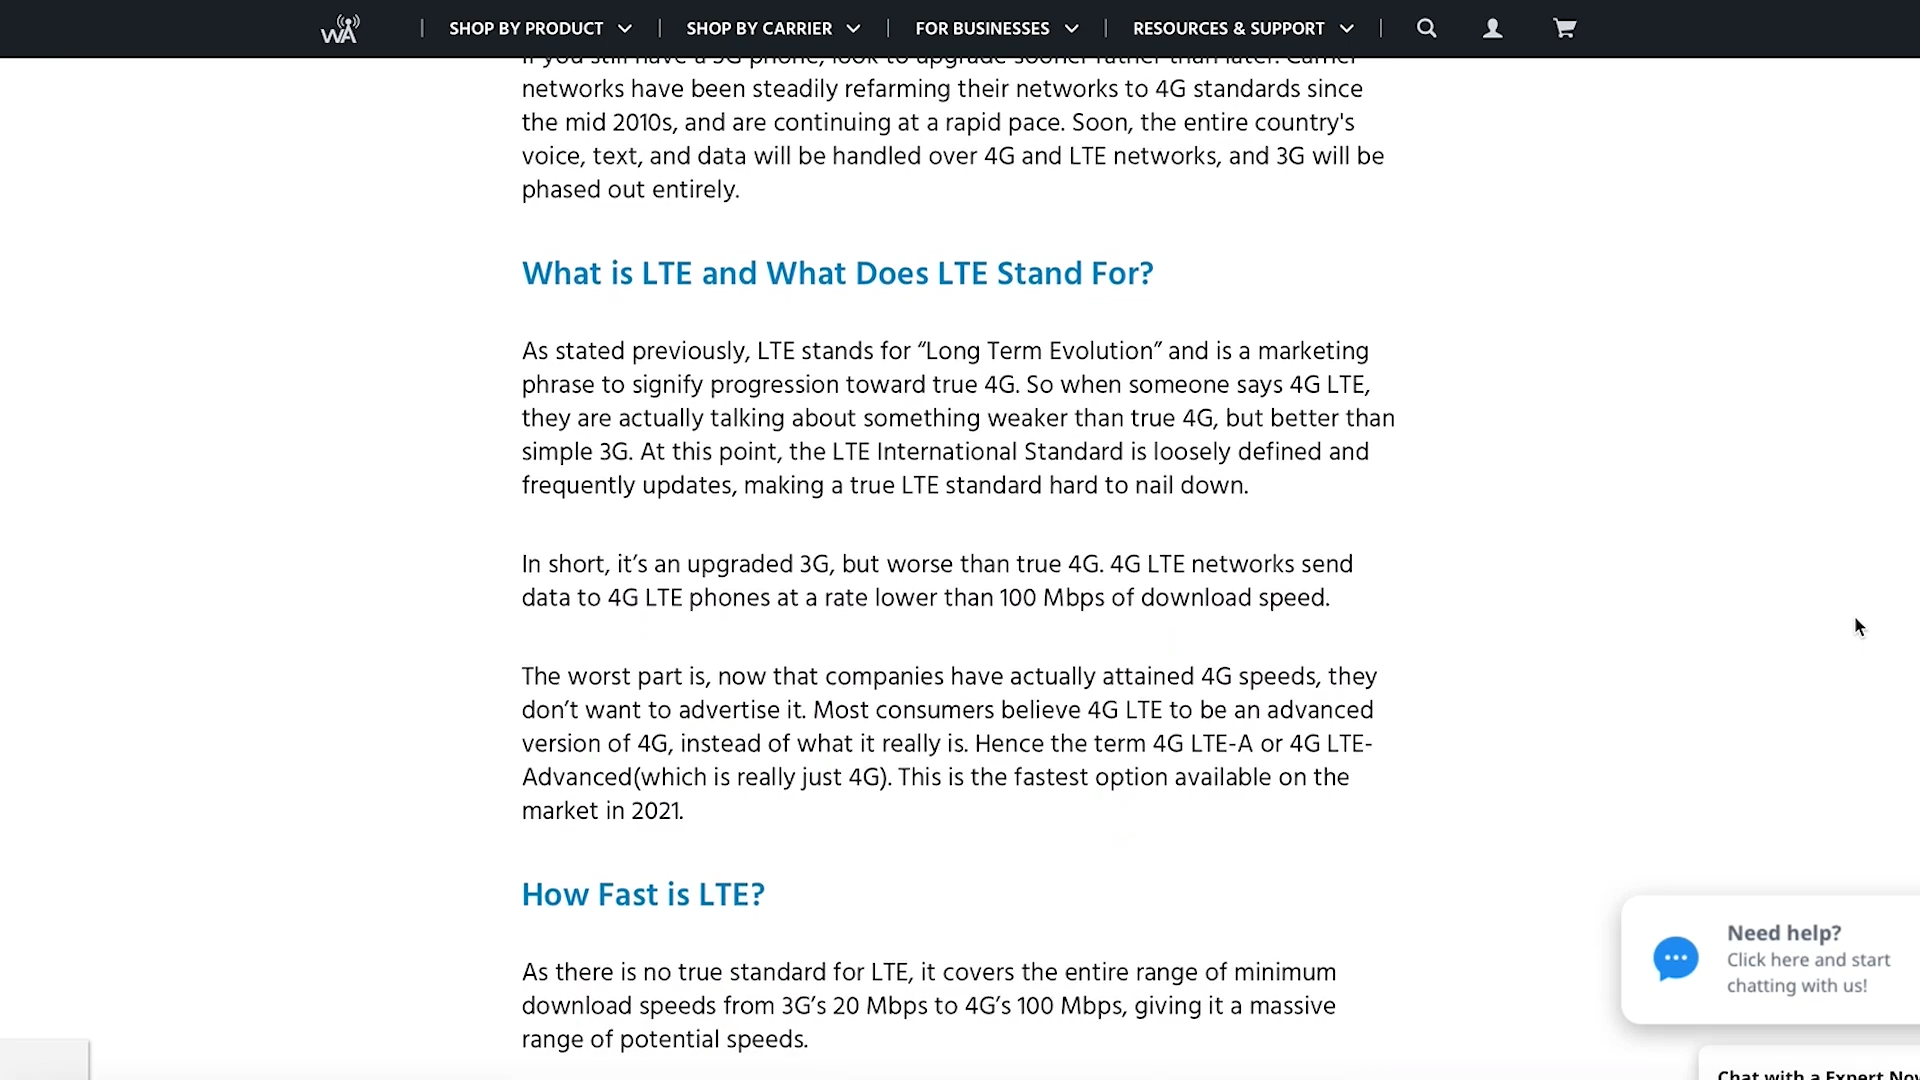 WA
SHOP BY PRODUCT
SHOP BY CARRIER
FOR BUSINESSES
RESOURCES & SUPPORT
If you still have a 3G phone, look to upgrade sooner rather than later. Carrier
networks have been steadily refarming their networks to 4G standards since
the mid 2010s, and are continuing at a rapid pace. Soon, the entire country's
voice, text, and data will be handled over 4G and LTE networks, and 3G will be
phased out entirely.
What is LTE and What Does LTE Stand For?
As stated previously, LTE stands for “Long Term Evolution” and is a marketing
phrase to signify progression toward true 4G. So when someone says 4G LTE,
they are actually talking about something weaker than true 4G, but better than
simple 3G. At this point, the LTE International Standard is loosely defined and
frequently updates, making a true LTE standard hard to nail down.
In short, it’s an upgraded 3G, but worse than true 4G. 4G LTE networks send
data to 4G LTE phones at a rate lower than 100 Mbps of download speed.
The worst part is, now that companies have actually attained 4G speeds, they
don’t want to advertise it. Most consumers believe 4G LTE to be an advanced
version of 4G, instead of what it really is. Hence the term 4G LTE-A or 4G LTE-
Advanced(which is really just 4G). This is the fastest option available on the
market in 2021.
How Fast is LTE?
As there is no true standard for LTE, it covers the entire range of minimum
download speeds from 3G’s 20 Mbps to 4G’s 100 Mbps, giving it a massive
range of potential speeds.
Need help?
Click here and start
chatting with us!
Chat with a Expert Now